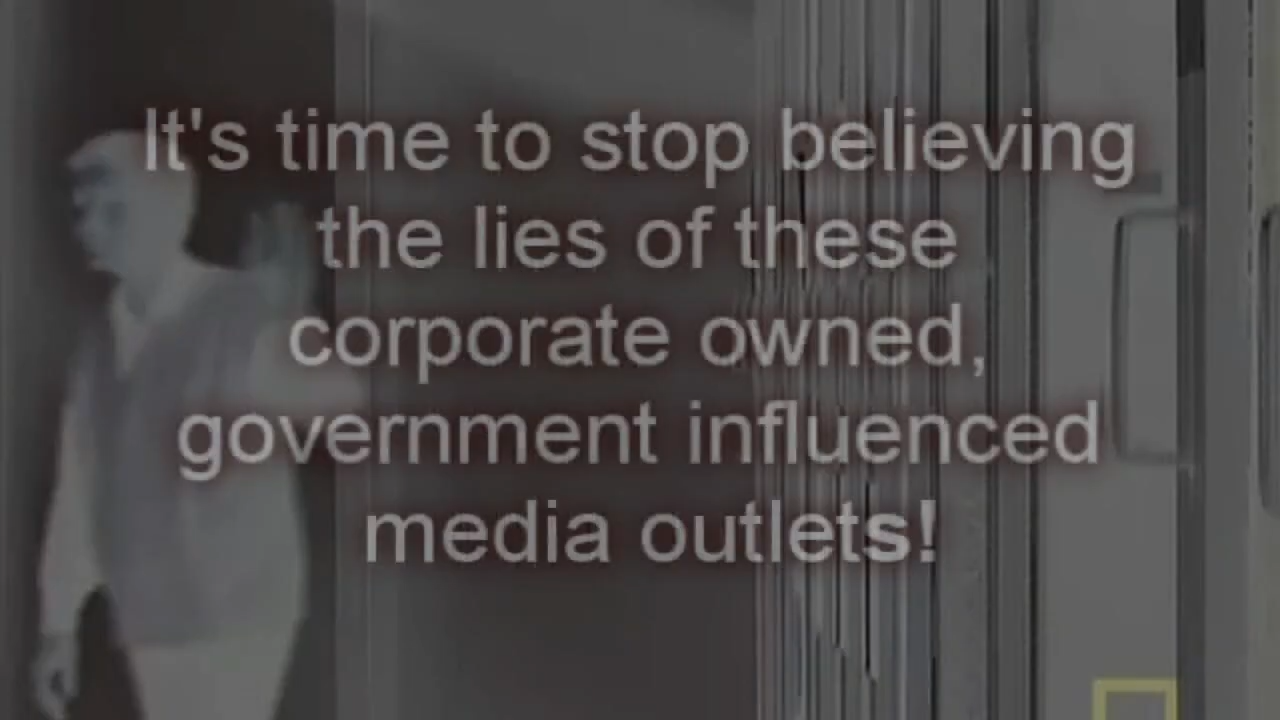 It's time to stop believing
the lies of these
corporate owned,
government influenced
media outlets!